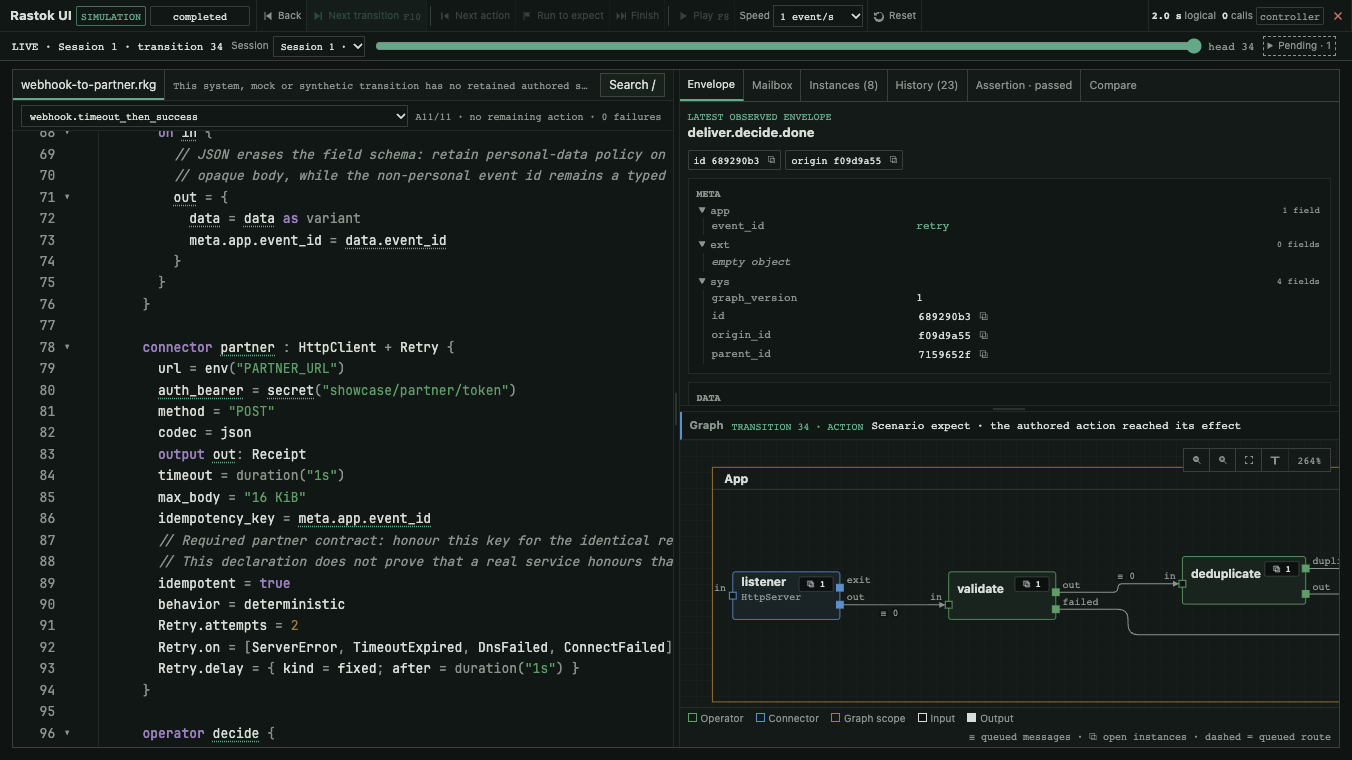 Rastok UI SIMULATION completed Back Next transition F10 Next action Run to expect Finish Play F8 Speed 1 event/s Reset 2.0 s logical 0 calls controller
LIVE · Session 1 · transition 34 Session Session 1 · head 34 Pending · 1
webhook-to-partner.rkg This system, mock or synthetic transition has no retained authored s… Search /
webhook.timeout_then_success A11/11 · no remaining action · 0 failures
68 on in {
69 // JSON erases the field schema: retain personal-data policy on
70 // opaque body, while the non-personal event id remains a typed
71 out = {
72 data = data as variant
73 meta.app.event_id = data.event_id
74 }
75 }
76 }
77
78 connector partner : HttpClient + Retry {
79 url = env("PARTNER_URL")
80 auth_bearer = secret("showcase/partner/token")
81 method = "POST"
82 codec = json
83 output out: Receipt
84 timeout = duration("1s")
85 max_body = "16 KiB"
86 idempotency_key = meta.app.event_id
87 // Required partner contract: honour this key for the identical re
88 // This declaration does not prove that a real service honours tha
89 idempotent = true
90 behavior = deterministic
91 Retry.attempts = 2
92 Retry.on = [ServerError, TimeoutExpired, DnsFailed, ConnectFailed]
93 Retry.delay = { kind = fixed; after = duration("1s") }
94 }
95
96 operator decide {
Envelope Mailbox Instances (8) History (23) Assertion · passed Compare
LATEST OBSERVED ENVELOPE
deliver.decide.done
id 689290b3 origin f09d9a55
META
app 1 field
event_id retry
ext 0 fields
empty object
sys 4 fields
graph_version 1
id 689290b3
origin_id f09d9a55
parent_id 7159652f
DATA
Graph TRANSITION 34 · ACTION Scenario expect · the authored action reached its effect
264%
App
in listener 1 HttpServer exit out
≡ 0
in validate 1 out failed
≡ 0
in deduplicate 1 dupli out
Operator Connector Graph scope Input Output
≡ queued messages · open instances · dashed = queued route